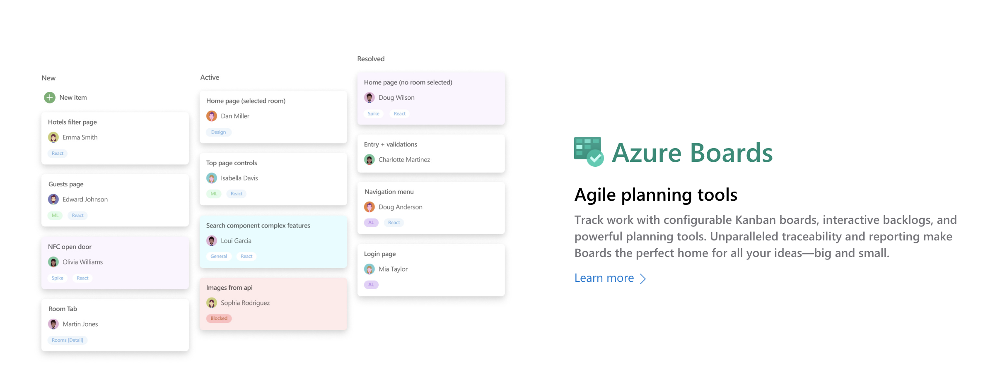 New
New item
Hotels filter page
Emma Smith
React
Guests page
Edward Johnson
ML React
NFC open door
Olivia Williams
Spike React
Room Tab
Martin Jones
Rooms [Detail]
Active
Home page (selected room)
Dan Miller
Design
Top page controls
Isabella Davis
ML React
Search component complex features
Loui Garcia
General React
Images from api
Sophia Rodriguez
Blocked
Resolved
Home page (no room selected)
Doug Wilson
Spike React
Entry + validations
Charlotte Martinez
Navigation menu
Doug Anderson
AL React
Login page
Mia Taylor
AL
Azure Boards
Agile planning tools
Track work with configurable Kanban boards, interactive backlogs, and
powerful planning tools. Unparalleled traceability and reporting make
Boards the perfect home for all your ideas—big and small.
Learn more